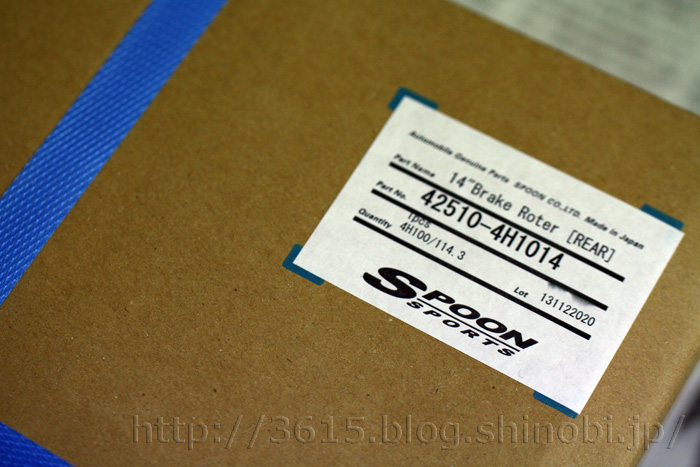 Automobile Genuine Parts SPOON CO.,LTD. Made in Japan
Part Name 14"Brake Roter [REAR]
Part No. 42510-4H1014
Quantity 1pcs
4H100/114.3
Lot 131122020
SPOON
SPORTS
http://3615.blog.shinobi.jp/